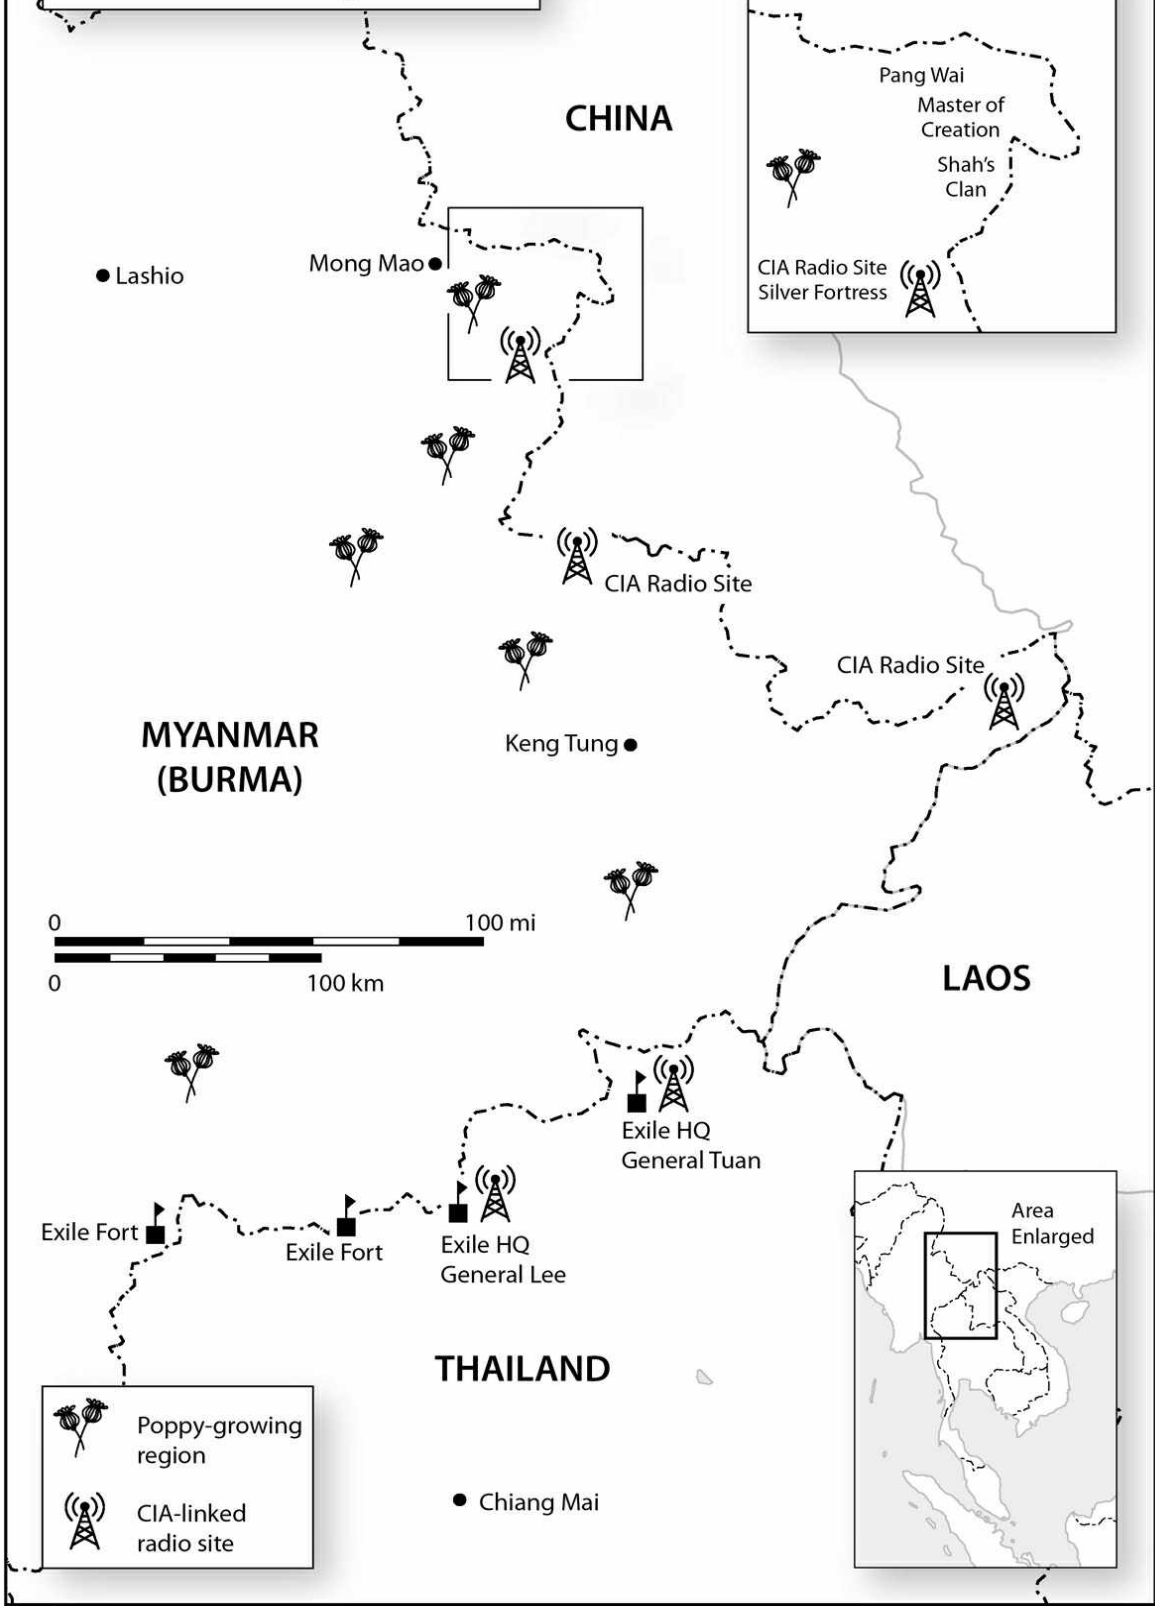 CHINA
Pang Wai
Master of
Creation
Shah's
Clan
CIA Radio Site
Silver Fortress
Lashio
Mong Mao
CIA Radio Site
CIA Radio Site
MYANMAR
(BURMA)
Keng Tung
0
100 mi
0
100 km
LAOS
Exile HQ
General Tuan
Exile Fort
Exile Fort
Exile HQ
General Lee
Area
Enlarged
THAILAND
Poppy-growing
region
CIA-linked
radio site
Chiang Mai